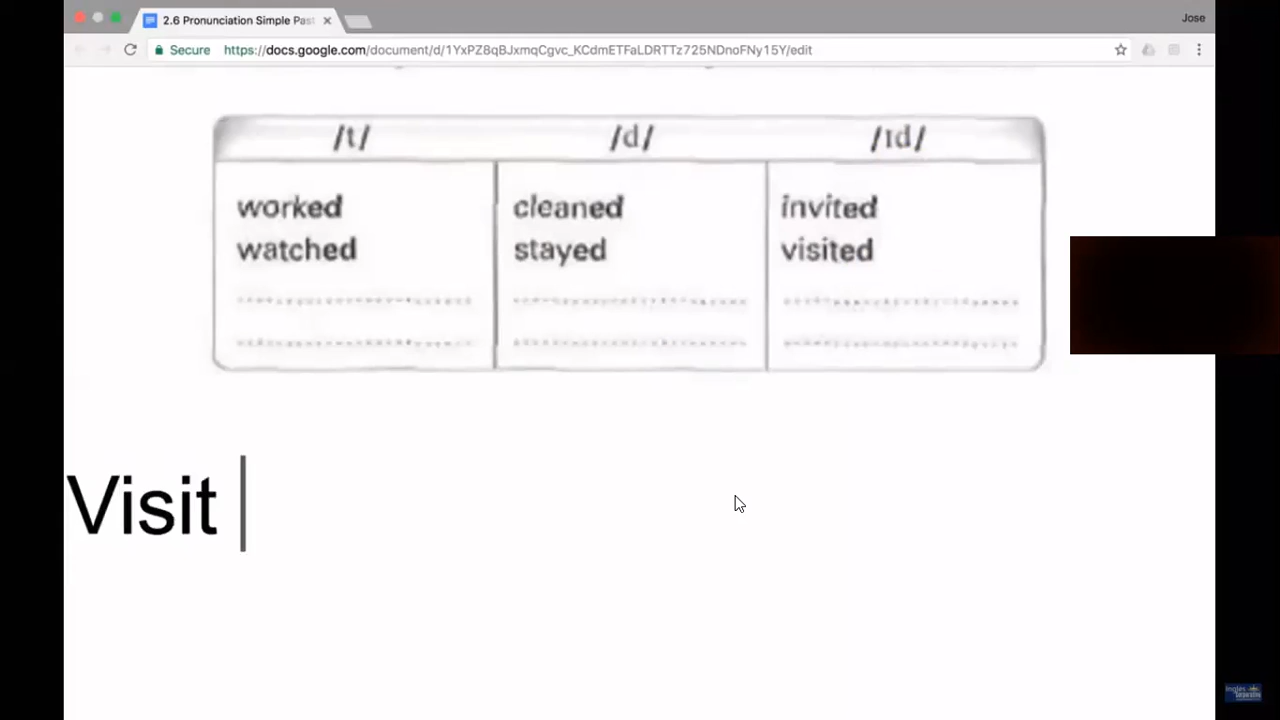 2.6 Pronunciation Simple Past
Jose
Secure https://docs.google.com/document/d/1YxPZ8qBJxmqCgvc_KCdmETFaLDRTTz725NDnoFNy15Y/edit
/t/ /d/ /ɪd/
worked cleaned invited
watched stayed visited
Visit